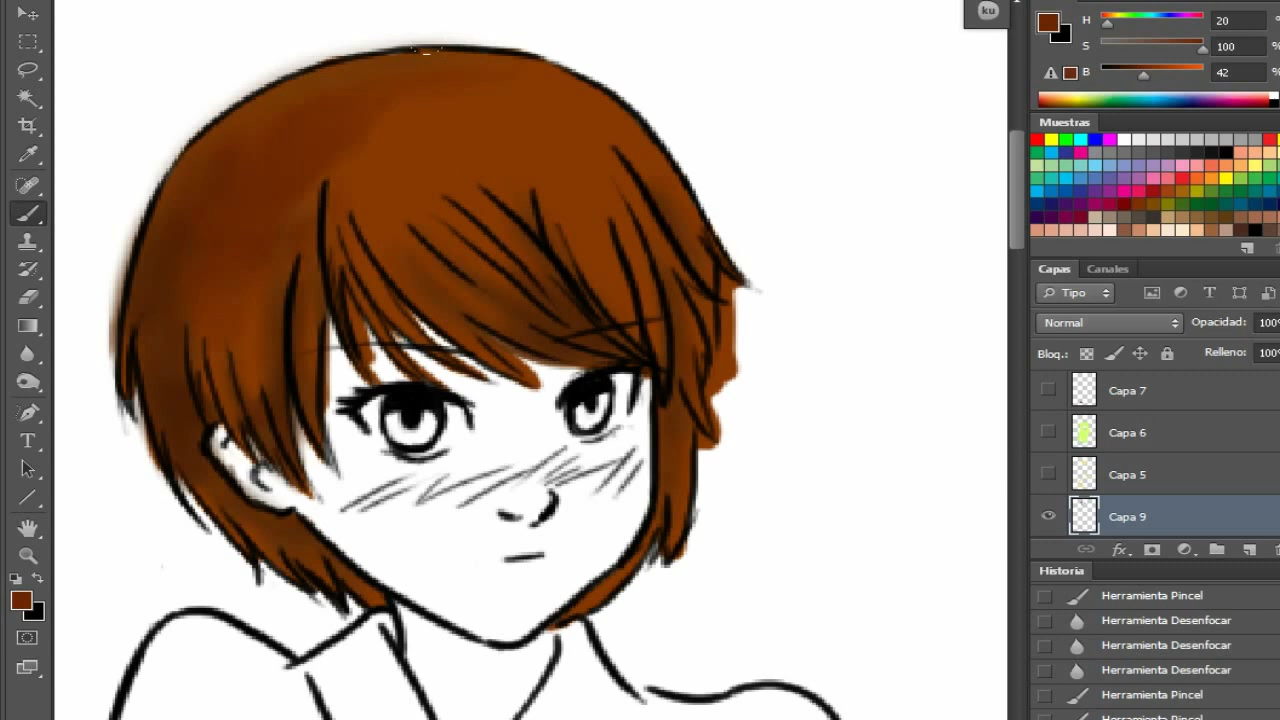 ku
H 20 °
S 100 %
B 42 %
Muestras
Capas Canales
Tipo
Normal Opacidad: 100%
Bloq.: Relleno: 100%
Capa 7
Capa 6
Capa 5
Capa 9
fx
Historia
Herramienta Pincel
Herramienta Desenfocar
Herramienta Desenfocar
Herramienta Desenfocar
Herramienta Pincel
Herramienta Pincel